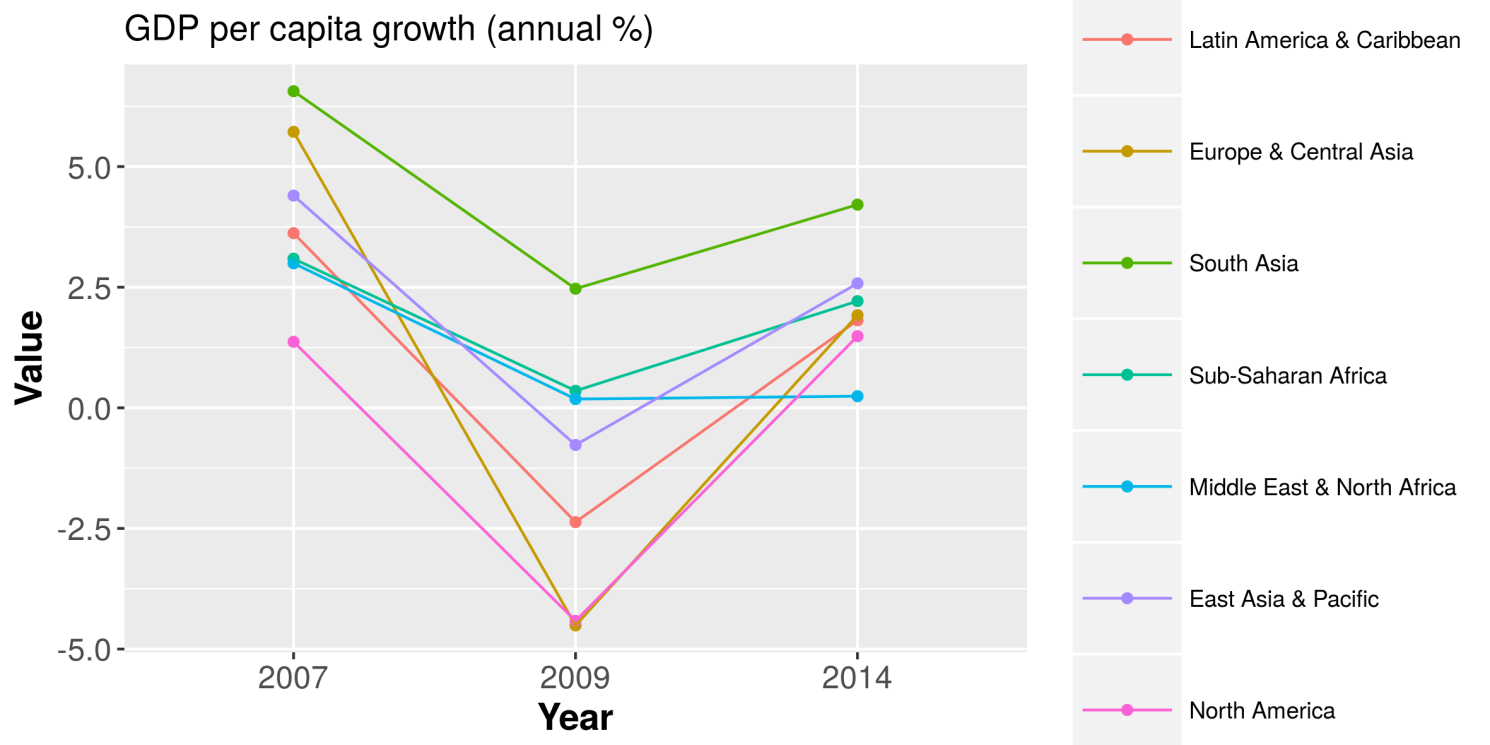 GDP per capita growth (annual %)
Value
5.0
2.5
0.0
-2.5
-5.0
2007 2009 2014
Year
Latin America & Caribbean
Europe & Central Asia
South Asia
Sub-Saharan Africa
Middle East & North Africa
East Asia & Pacific
North America